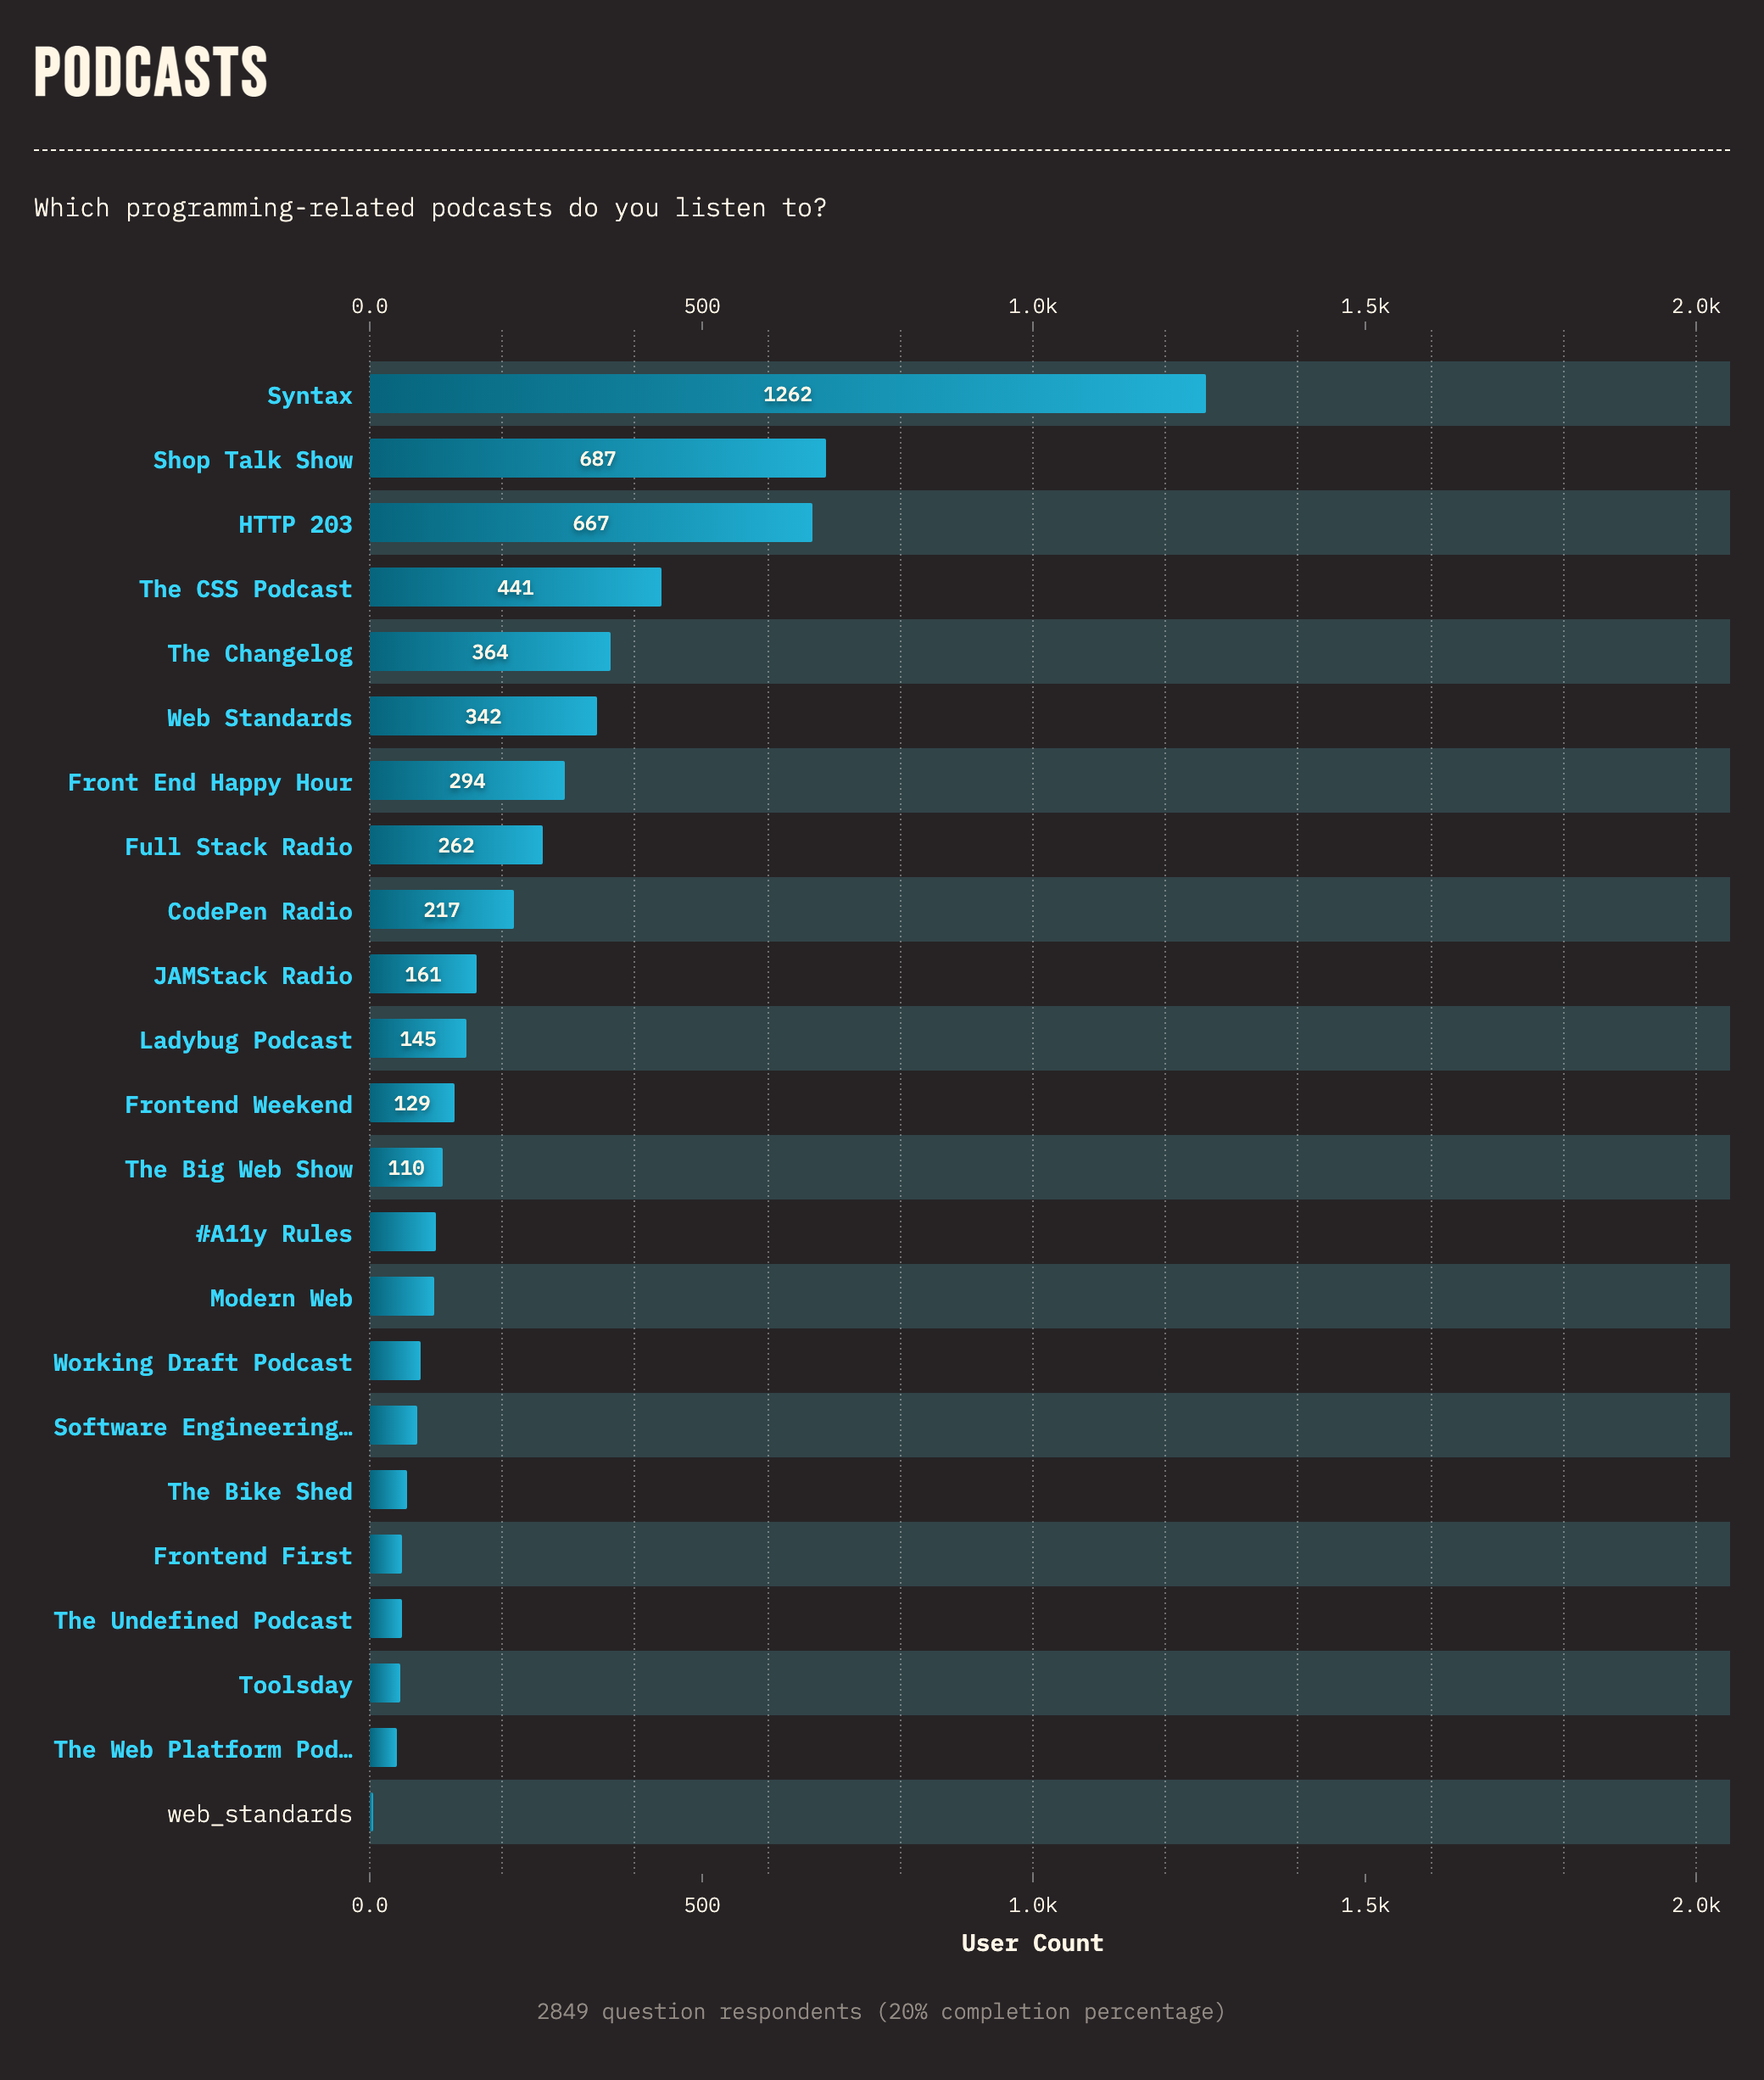 PODCASTS
Which programming-related podcasts do you listen to?
0.0 500 1.0k 1.5k 2.0k
Syntax 1262
Shop Talk Show 687
HTTP 203 667
The CSS Podcast 441
The Changelog 364
Web Standards 342
Front End Happy Hour 294
Full Stack Radio 262
CodePen Radio 217
JAMStack Radio 161
Ladybug Podcast 145
Frontend Weekend 129
The Big Web Show 110
#A11y Rules
Modern Web
Working Draft Podcast
Software Engineering…
The Bike Shed
Frontend First
The Undefined Podcast
Toolsday
The Web Platform Pod…
web_standards
0.0 500 1.0k 1.5k 2.0k
User Count
2849 question respondents (20% completion percentage)